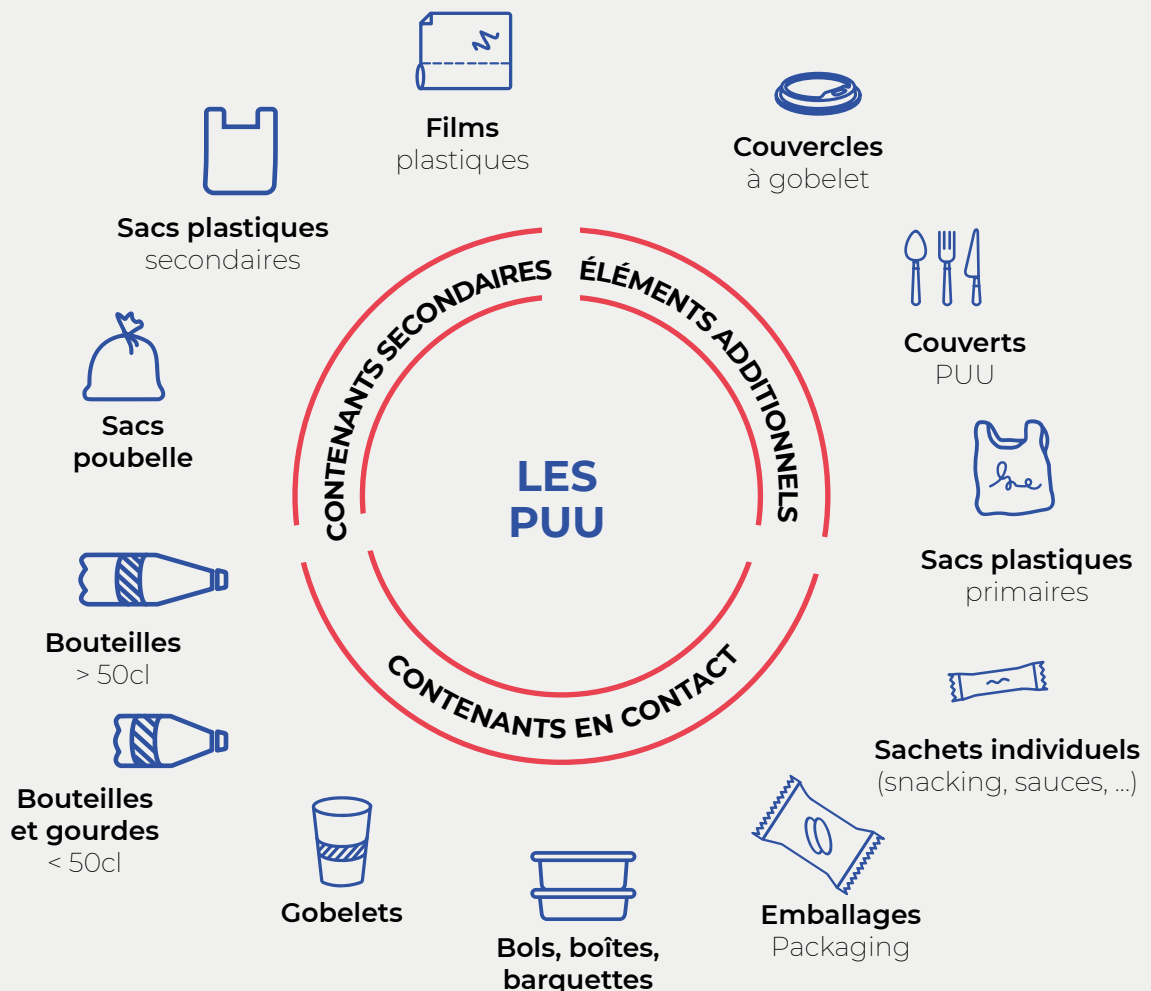 Films
plastiques
Couvercles
à gobelet
Sacs plastiques
secondaires
Couverts
PUU
Sacs
poubelle
Sacs plastiques
primaires
CONTENANTS SECONDAIRES
ÉLÉMENTS ADDITIONNELS
LES
PUU
CONTENANTS EN CONTACT
Bouteilles
> 50cl
Sachets individuels
(snacking, sauces, ...)
Bouteilles
et gourdes
< 50cl
Gobelets
Bols, boîtes,
barquettes
Emballages
Packaging